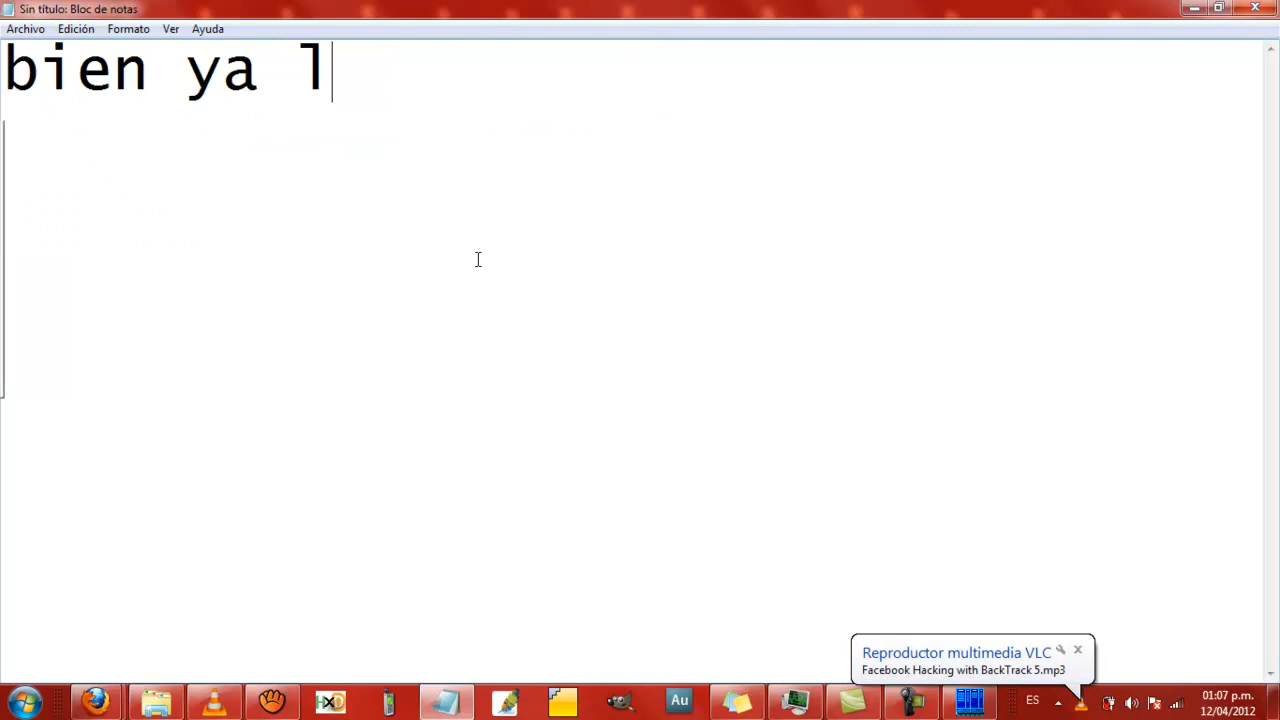 Sin título: Bloc de notas
Archivo Edición Formato Ver Ayuda
bien ya l
Reproductor multimedia VLC
Facebook Hacking with BackTrack 5.mp3
HxD
Au
ES
01:07 p.m.
12/04/2012